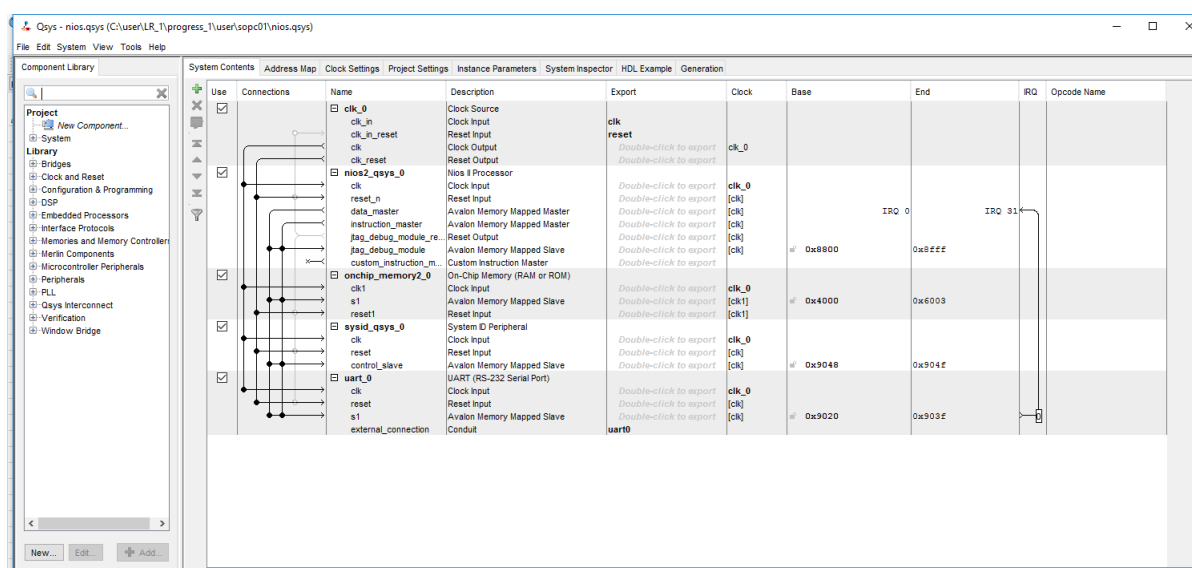 Qsys - nios.qsys (C:\user\LR_1\progress_1\user\sopc01\nios.qsys)
File Edit System View Tools Help
Component Library
System Contents Address Map Clock Settings Project Settings Instance Parameters System Inspector HDL Example Generation
Project
New Component...
System
Library
Bridges
Clock and Reset
Configuration & Programming
DSP
Embedded Processors
Interface Protocols
Memories and Memory Controllers
Merlin Components
Microcontroller Peripherals
Peripherals
PLL
Qsys Interconnect
Verification
Window Bridge
New... Edit... Add...
Use Connections Name Description Export Clock Base End IRQ Opcode Name
clk_0 Clock Source
clk_in Clock Input clk
clk_in_reset Reset Input reset
clk Clock Output Double-click to export clk_0
clk_reset Reset Output Double-click to export
nios2_qsys_0 Nios II Processor
clk Clock Input Double-click to export clk_0
reset_n Reset Input Double-click to export [clk]
data_master Avalon Memory Mapped Master Double-click to export [clk] IRQ 0 IRQ 31
instruction_master Avalon Memory Mapped Master Double-click to export [clk]
jtag_debug_module_re... Reset Output Double-click to export [clk]
jtag_debug_module Avalon Memory Mapped Slave Double-click to export [clk] 0x8800 0x8fff
custom_instruction_m... Custom Instruction Master Double-click to export
onchip_memory2_0 On-Chip Memory (RAM or ROM)
clk1 Clock Input Double-click to export clk_0
s1 Avalon Memory Mapped Slave Double-click to export [clk1] 0x4000 0x6003
reset1 Reset Input Double-click to export [clk1]
sysid_qsys_0 System ID Peripheral
clk Clock Input Double-click to export clk_0
reset Reset Input Double-click to export [clk]
control_slave Avalon Memory Mapped Slave Double-click to export [clk] 0x9048 0x904f
uart_0 UART (RS-232 Serial Port)
clk Clock Input Double-click to export clk_0
reset Reset Input Double-click to export [clk]
s1 Avalon Memory Mapped Slave Double-click to export [clk] 0x9020 0x903f 0
external_connection Conduit uart0